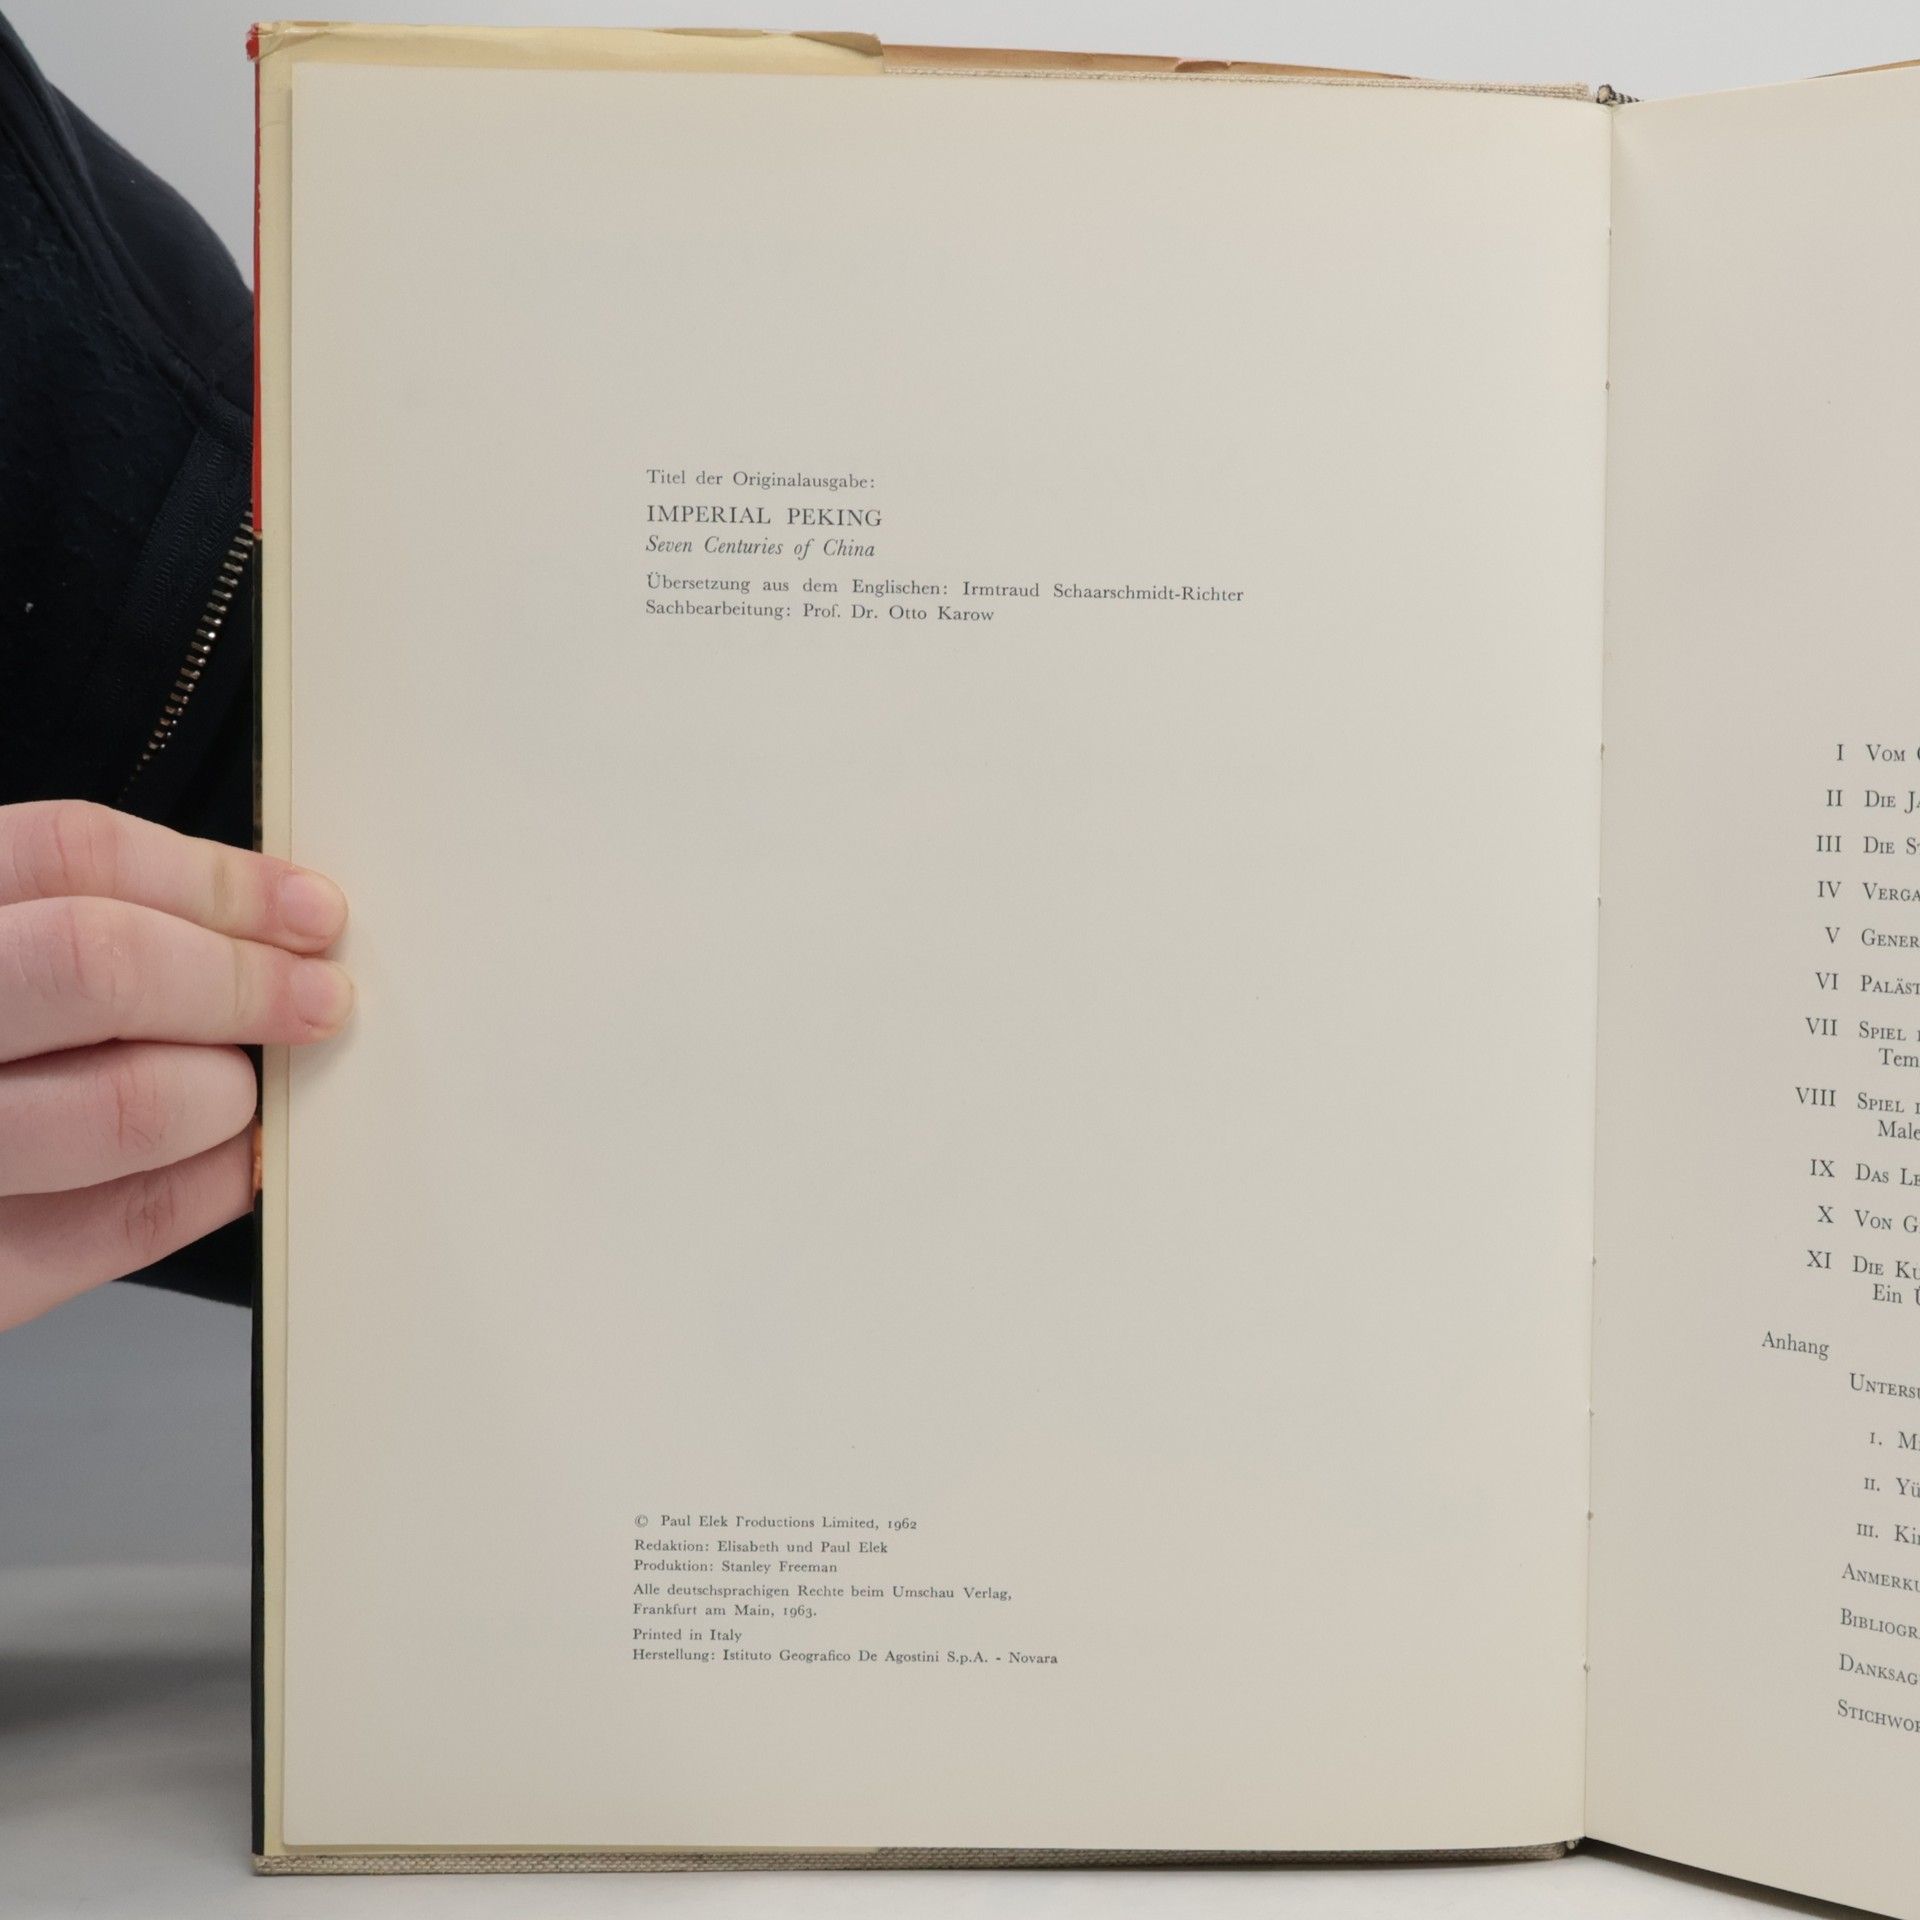 Titel der Originalausgabe:
IMPERIAL PEKING
Seven Centuries of China
Übersetzung aus dem Englischen: Irmtraud Schaarschmidt-Richter
Sachbearbeitung: Prof. Dr. Otto Karow
© Paul Elek Productions Limited, 1962
Redaktion: Elisabeth und Paul Elek
Produktion: Stanley Freeman
Alle deutschsprachigen Rechte beim Umschau Verlag,
Frankfurt am Main, 1963.
Printed in Italy
Herstellung: Istituto Geografico De Agostini S.p.A. - Novara
I VOM
II DIE
III DIE
IV
V
VI
VII SPIEL
VIII SPIEL
IX DAS
X VON
XI DIE
Ein
Anhang
I.
II.
III.